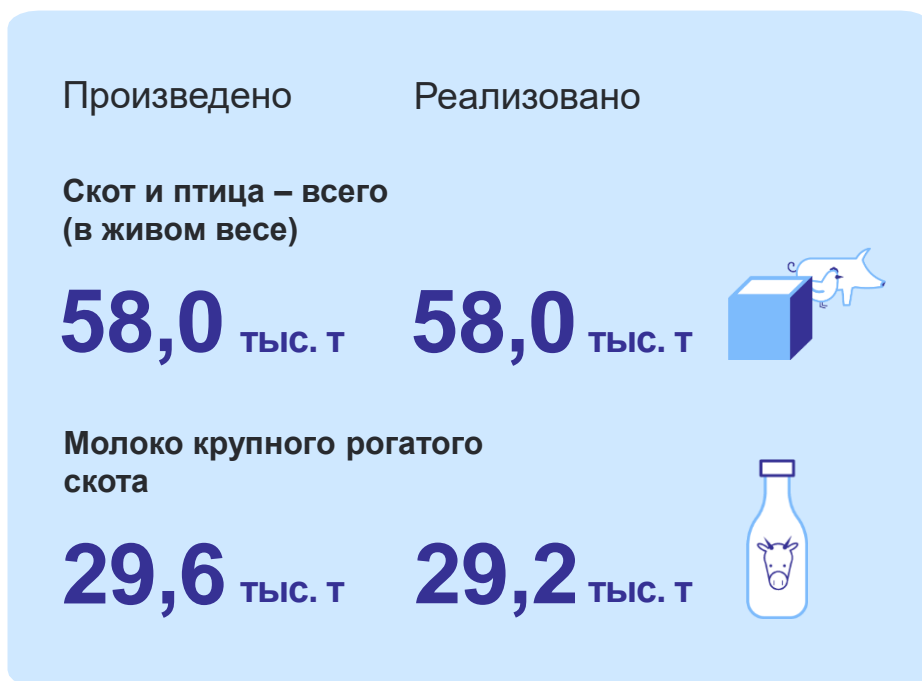 Произведено Реализовано
Скот и птица – всего
(в живом весе)
58,0 тыс. т 58,0 тыс. т
Молоко крупного рогатого
скота
29,6 тыс. т 29,2 тыс. т